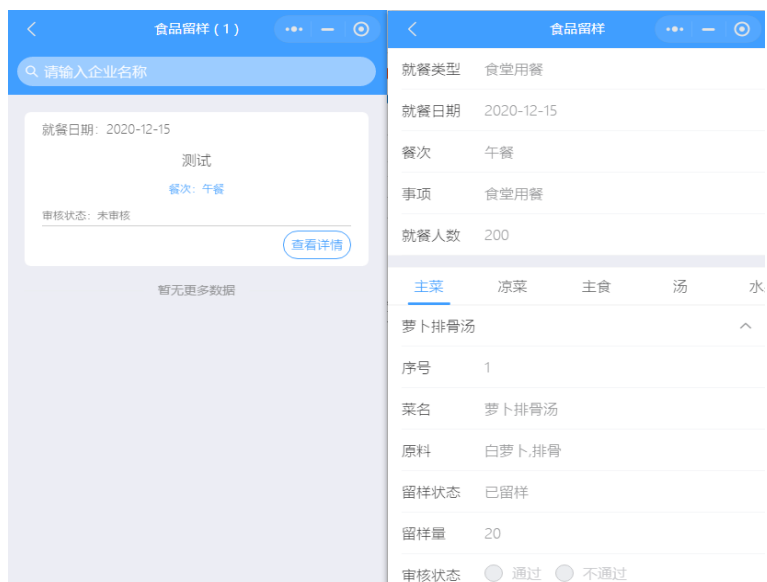 食品留样 ( 1 )
请输入企业名称
就餐日期：2020-12-15
测试
餐次：午餐
审核状态：未审核
查看详情
暂无更多数据
食品留样
就餐类型 食堂用餐
就餐日期 2020-12-15
餐次 午餐
事项 食堂用餐
就餐人数 200
主菜 凉菜 主食 汤 水
萝卜排骨汤
序号 1
菜名 萝卜排骨汤
原料 白萝卜,排骨
留样状态 已留样
留样量 20
审核状态 通过 不通过